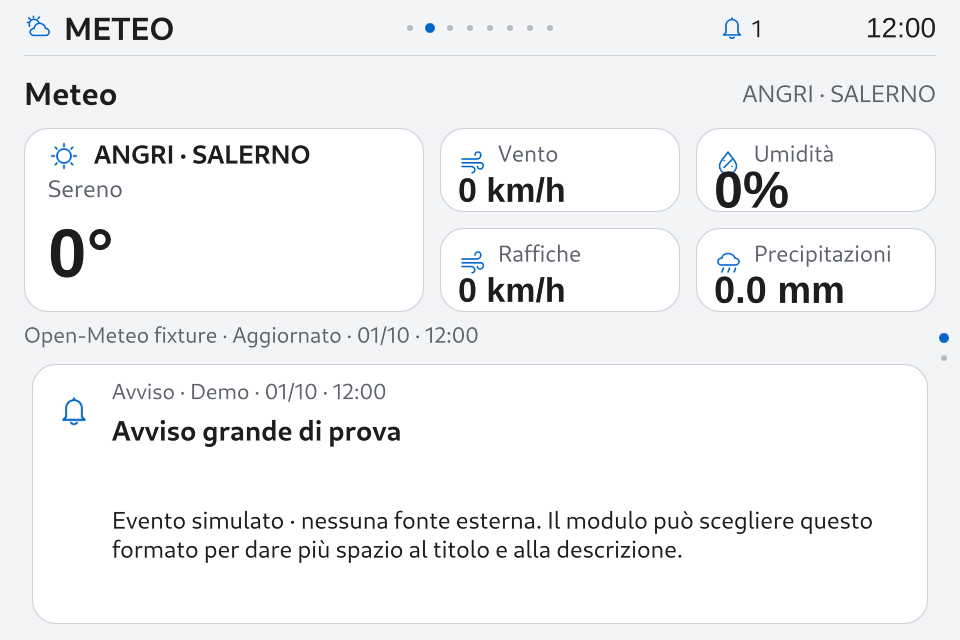 METEO
1
12:00
Meteo
ANGRI · SALERNO
ANGRI · SALERNO
Sereno
0°
Vento
0 km/h
Umidità
0%
Raffiche
0 km/h
Precipitazioni
0.0 mm
Open-Meteo fixture · Aggiornato · 01/10 · 12:00
Avviso · Demo · 01/10 · 12:00
Avviso grande di prova
Evento simulato · nessuna fonte esterna. Il modulo può scegliere questo
formato per dare più spazio al titolo e alla descrizione.